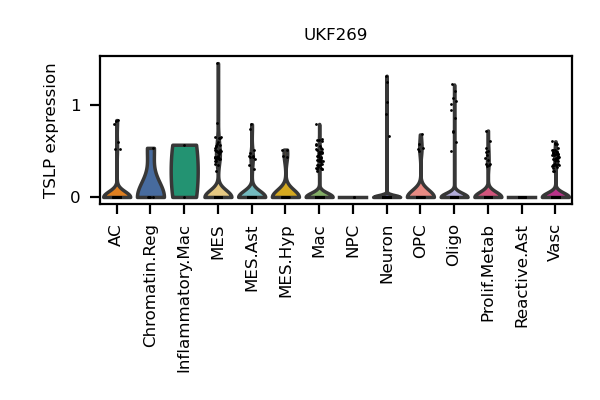 UKF269
TSLP expression
1
0
AC
Chromatin.Reg
Inflammatory.Mac
MES
MES.Ast
MES.Hyp
Mac
NPC
Neuron
OPC
Oligo
Prolif.Metab
Reactive.Ast
Vasc